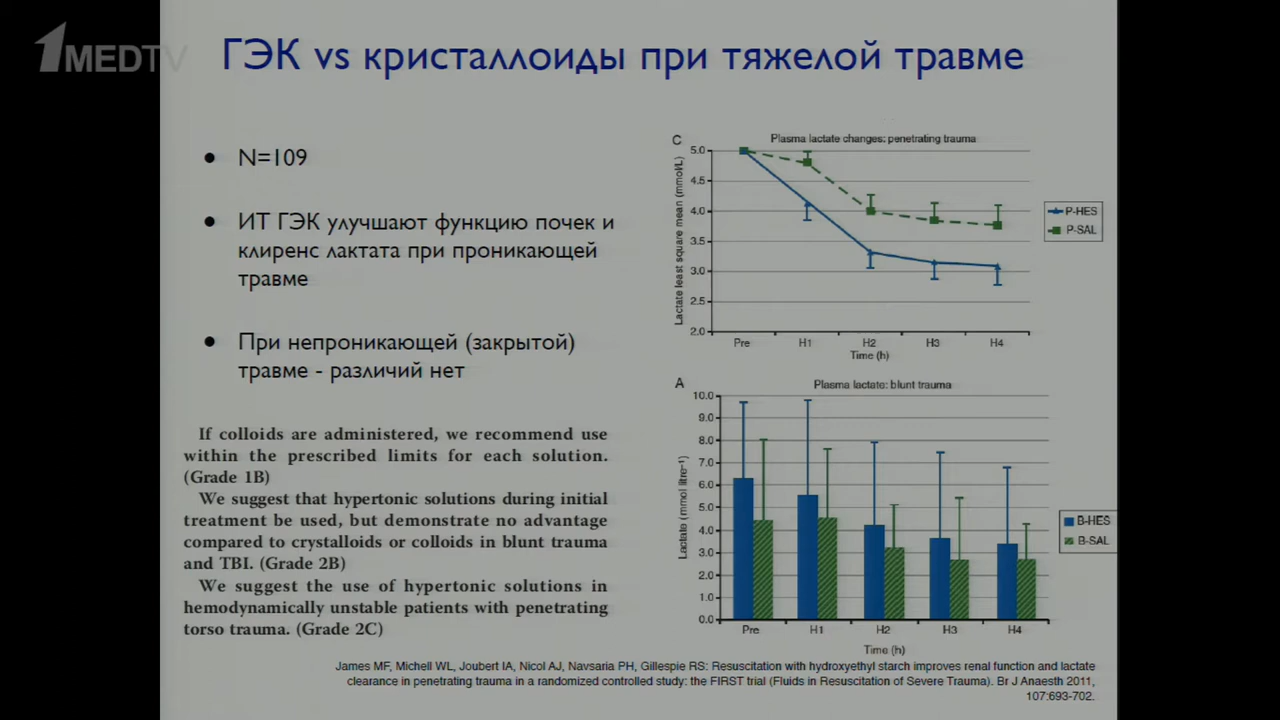 1MEDTV
ГЭК vs кристаллоиды при тяжелой травме
• N=109
• ИТ ГЭК улучшают функцию почек и
клиренс лактата при проникающей
травме
• При непроникающей (закрытой)
травме - различий нет
If colloids are administered, we recommend use
within the prescribed limits for each solution.
(Grade 1B)
We suggest that hypertonic solutions during initial
treatment be used, but demonstrate no advantage
compared to crystalloids or colloids in blunt trauma
and TBI. (Grade 2B)
We suggest the use of hypertonic solutions in
hemodynamically unstable patients with penetrating
torso trauma. (Grade 2C)
C
Plasma lactate changes: penetrating trauma
Lactate least square mean (mmol/L)
5.0
4.5
4.0
3.5
3.0
2.5
2.0
Pre H1 H2 H3 H4
Time (h)
P-HES
P-SAL
A
Plasma lactate: blunt trauma
Lactate (mmol litre⁻¹)
10.0
9.0
8.0
7.0
6.0
5.0
4.0
3.0
2.0
1.0
0.0
Pre H1 H2 H3 H4
Time (h)
B-HES
B-SAL
James MF, Michell WL, Joubert IA, Nicol AJ, Navsaria PH, Gillespie RS: Resuscitation with hydroxyethyl starch improves renal function and lactate
clearance in penetrating trauma in a randomized controlled study: the FIRST trial (Fluids in Resuscitation of Severe Trauma). Br J Anaesth 2011,
107:693-702.